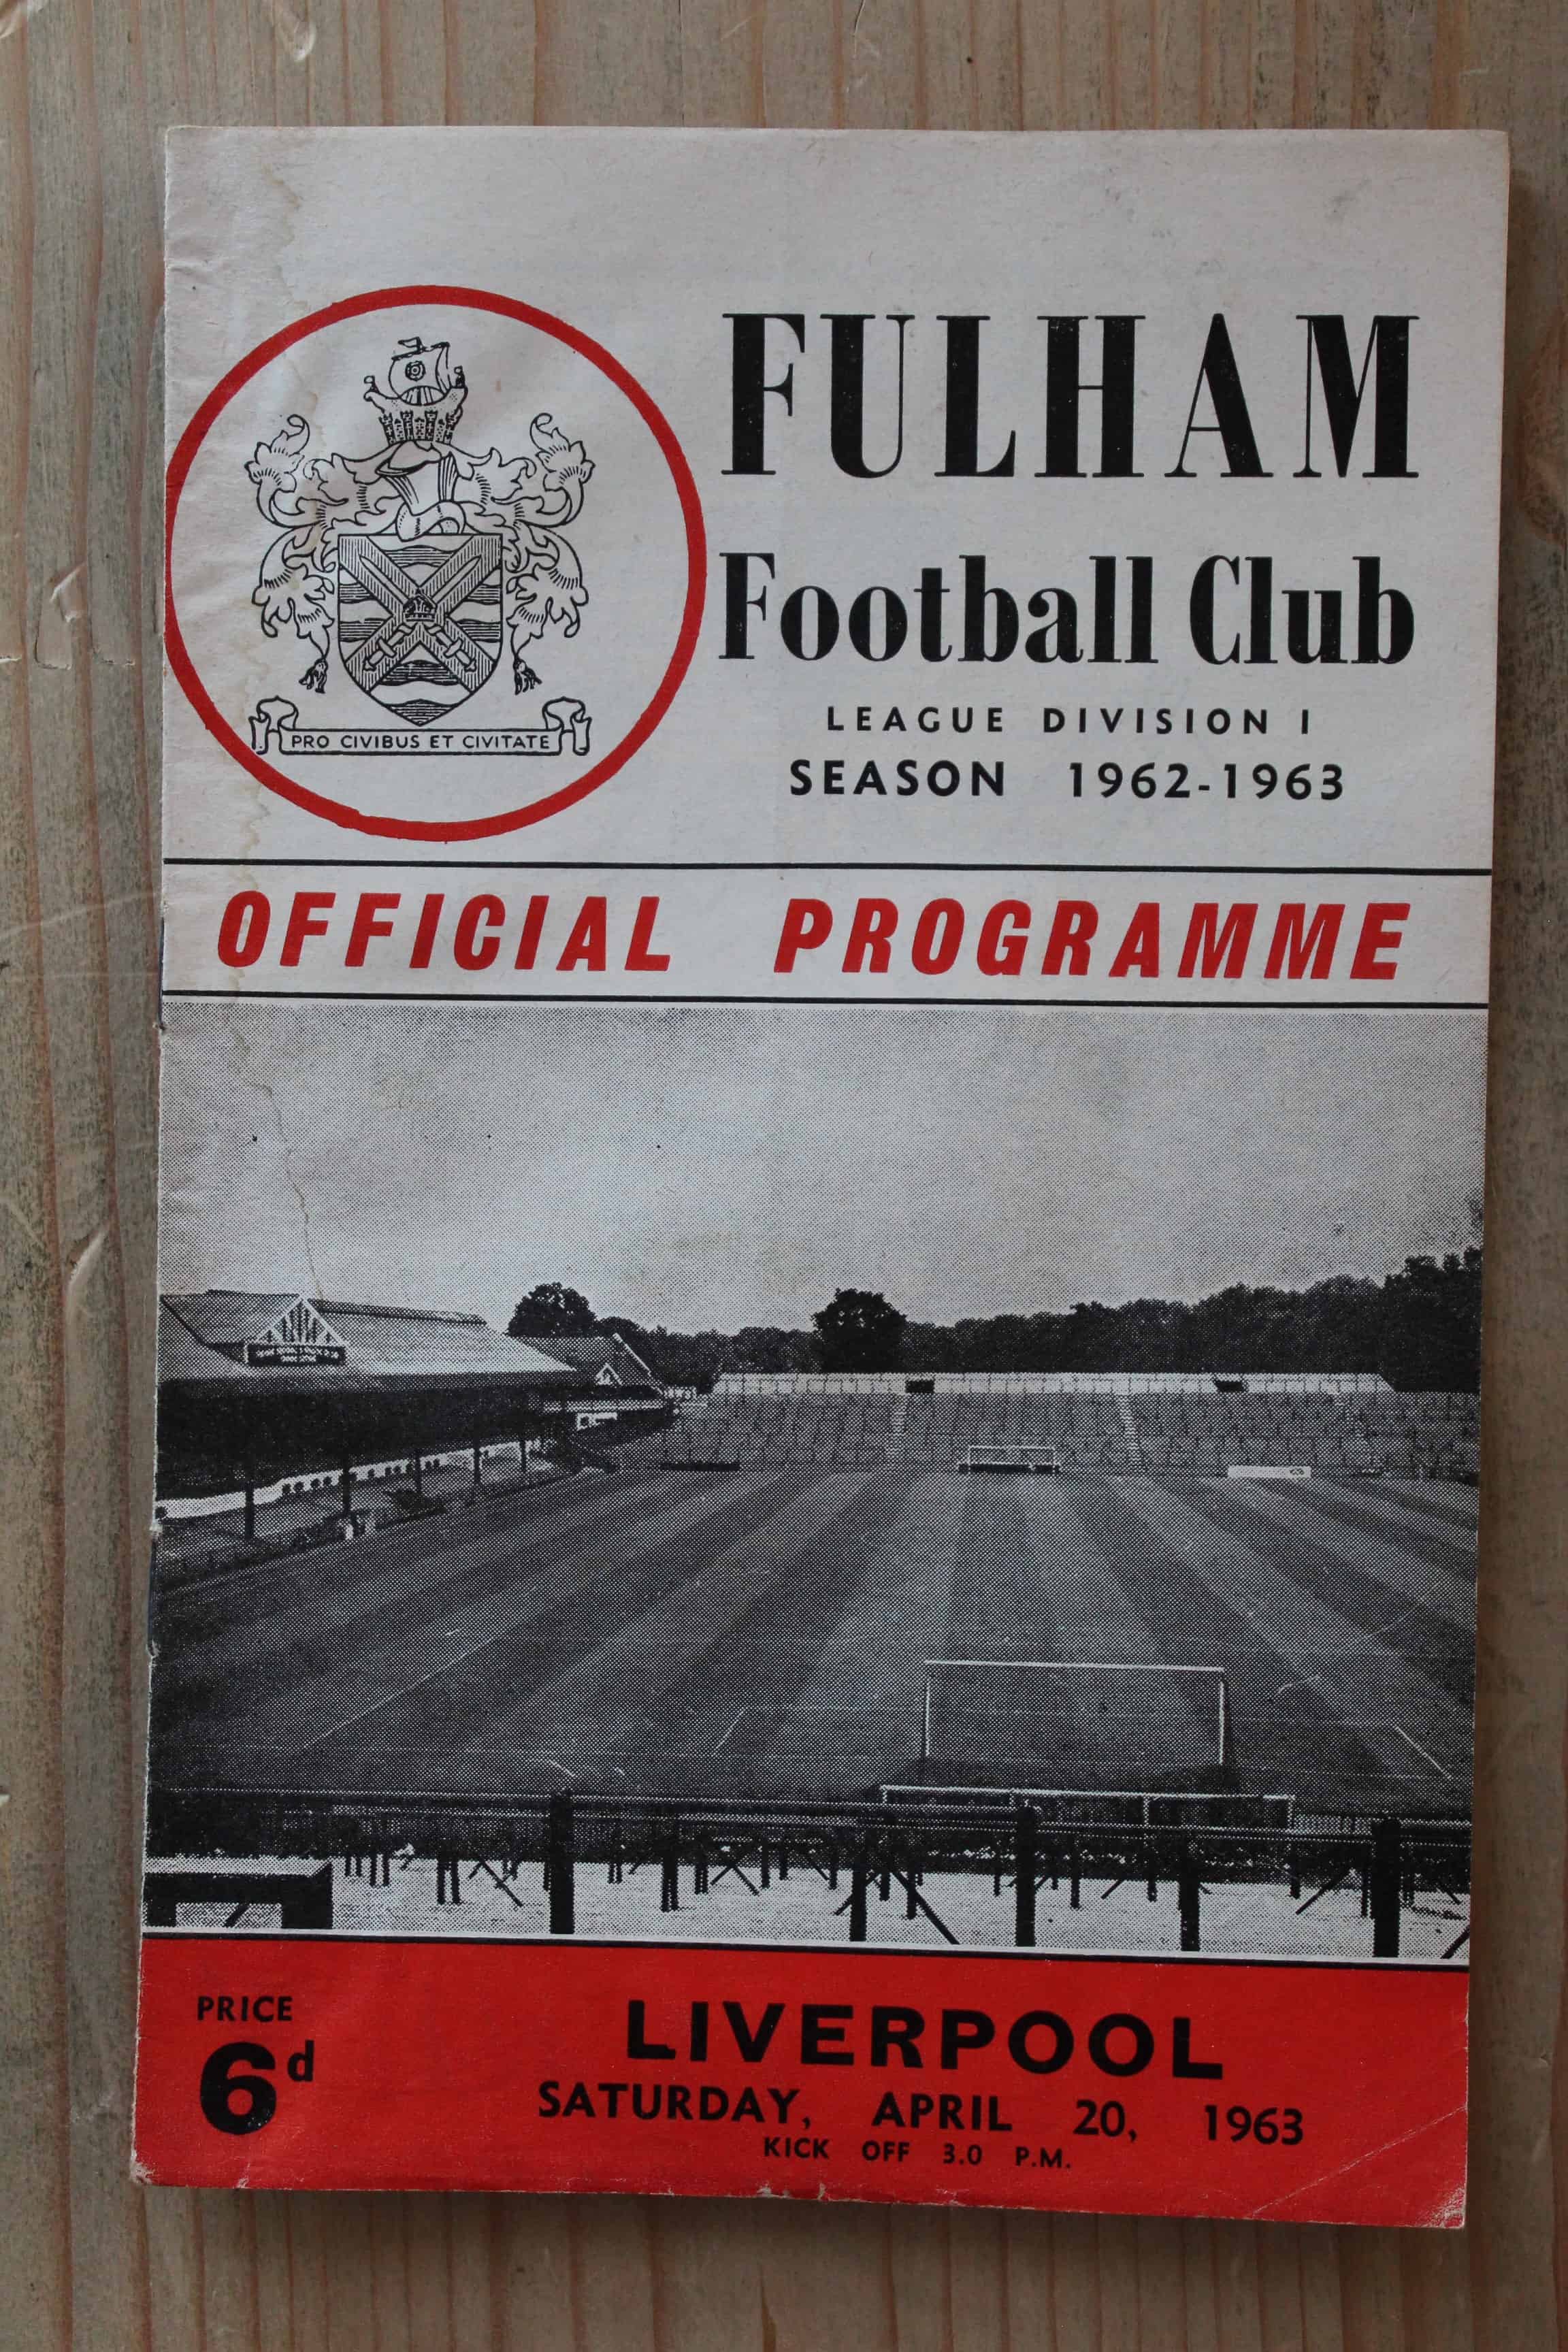 FULHAM
Football Club
LEAGUE DIVISION I
SEASON 1962-1963
PRO CIVIBUS ET CIVITATE
OFFICIAL PROGRAMME
PRICE
6d
LIVERPOOL
SATURDAY, APRIL 20, 1963
KICK OFF 3.0 P.M.